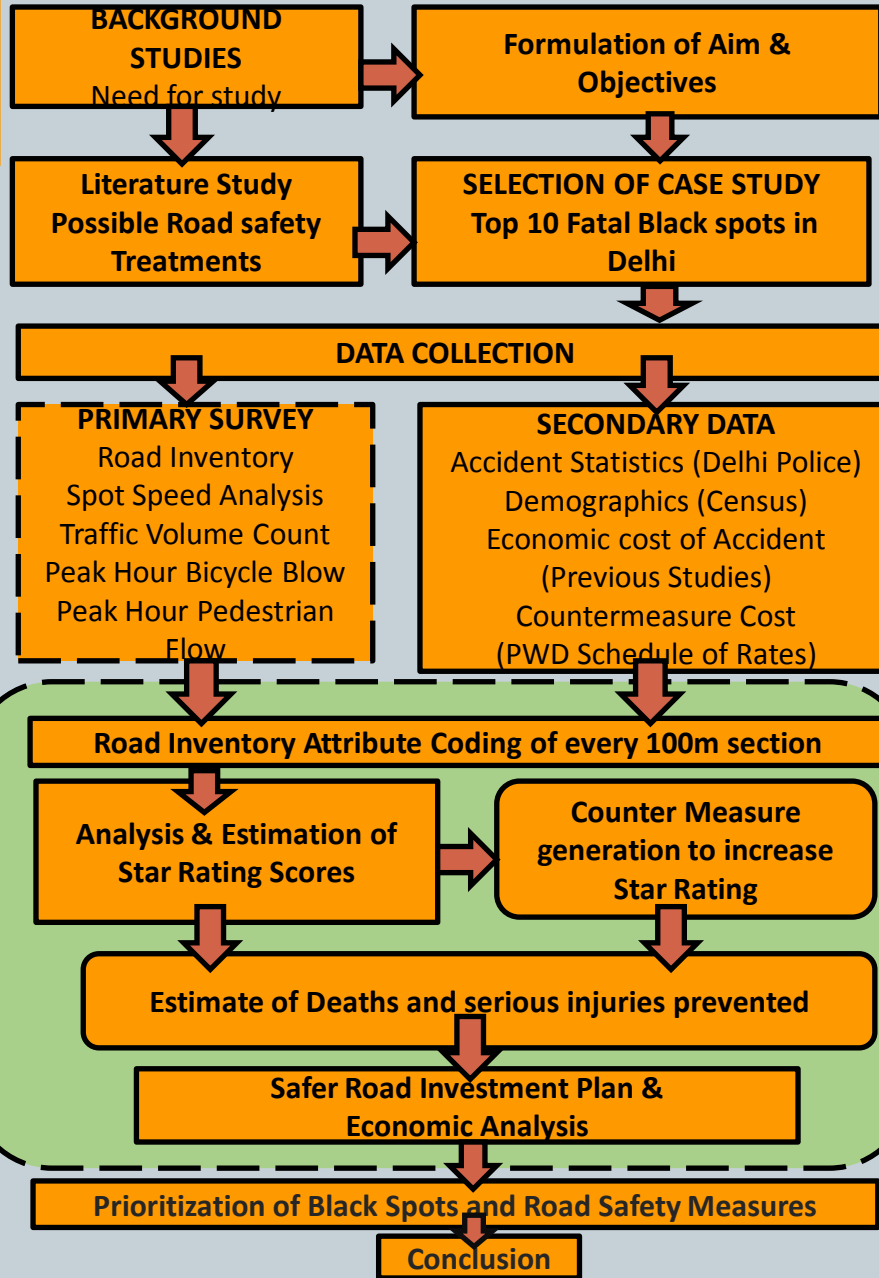 BACKGROUND
STUDIES
Need for study
Formulation of Aim &
Objectives
Literature Study
Possible Road safety
Treatments
SELECTION OF CASE STUDY
Top 10 Fatal Black spots in
Delhi
DATA COLLECTION
PRIMARY SURVEY
Road Inventory
Spot Speed Analysis
Traffic Volume Count
Peak Hour Bicycle Blow
Peak Hour Pedestrian
Flow
SECONDARY DATA
Accident Statistics (Delhi Police)
Demographics (Census)
Economic cost of Accident
(Previous Studies)
Countermeasure Cost
(PWD Schedule of Rates)
Road Inventory Attribute Coding of every 100m section
Analysis & Estimation of
Star Rating Scores
Counter Measure
generation to increase
Star Rating
Estimate of Deaths and serious injuries prevented
Safer Road Investment Plan &
Economic Analysis
Prioritization of Black Spots and Road Safety Measures
Conclusion